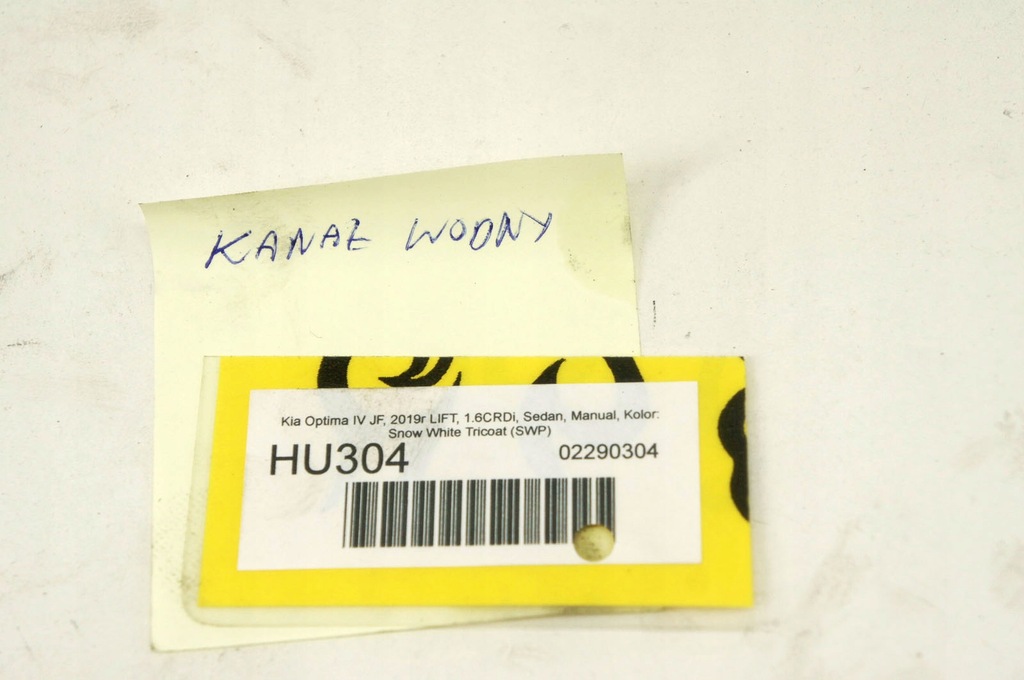 KANAŁ WODNY
Kia Optima IV JF, 2019r LIFT, 1.6CRDi, Sedan, Manual, Kolor:
Snow White Tricoat (SWP)
HU304 02290304